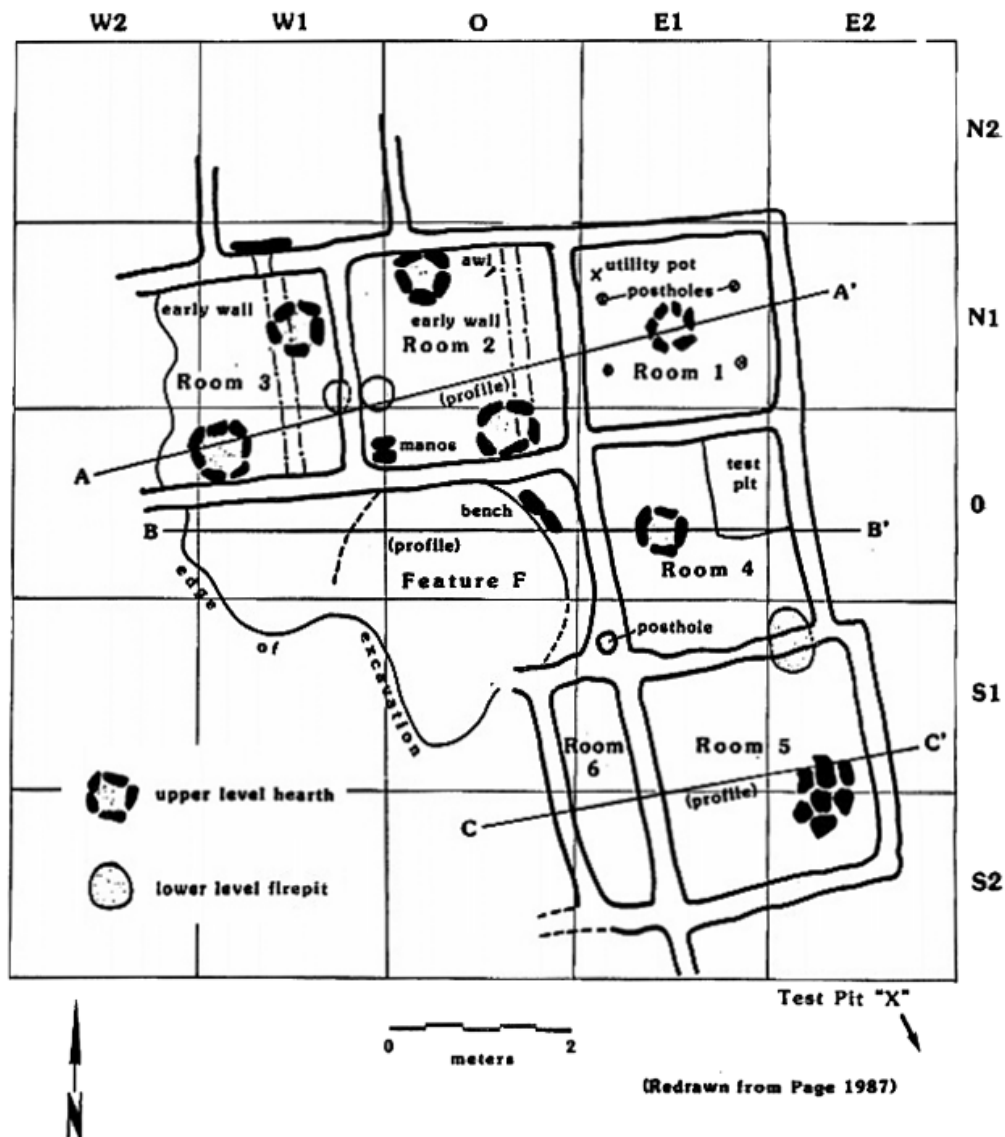 W2 W1 O E1 E2
N2
awl
utility pot
A'
postholes
early wall
early wall
N1
Room 2
Room 3
Room 1
(profile)
manos
test
pit
A
bench
O
B
B'
(profile)
Room 4
Feature F
edge
of
excavation
posthole
S1
Room
6
Room 5
C'
upper level hearth
(profile)
C
lower level firepit
S2
Test Pit "X"
0 2
meters
(Redrawn from Page 1987)
N